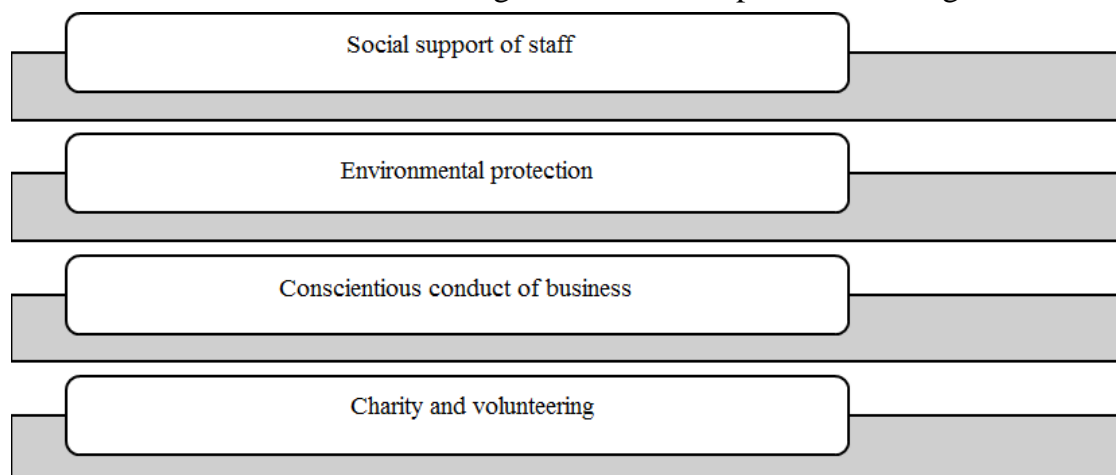 Social support of staff
Environmental protection
Conscientious conduct of business
Charity and volunteering